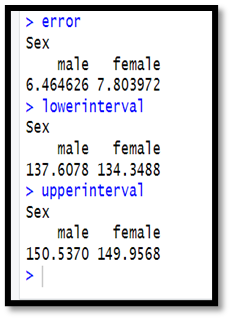 > error
Sex
male female
6.464626 7.803972
> lowerinterval
Sex
male female
137.6078 134.3488
> upperinterval
Sex
male female
150.5370 149.9568
>